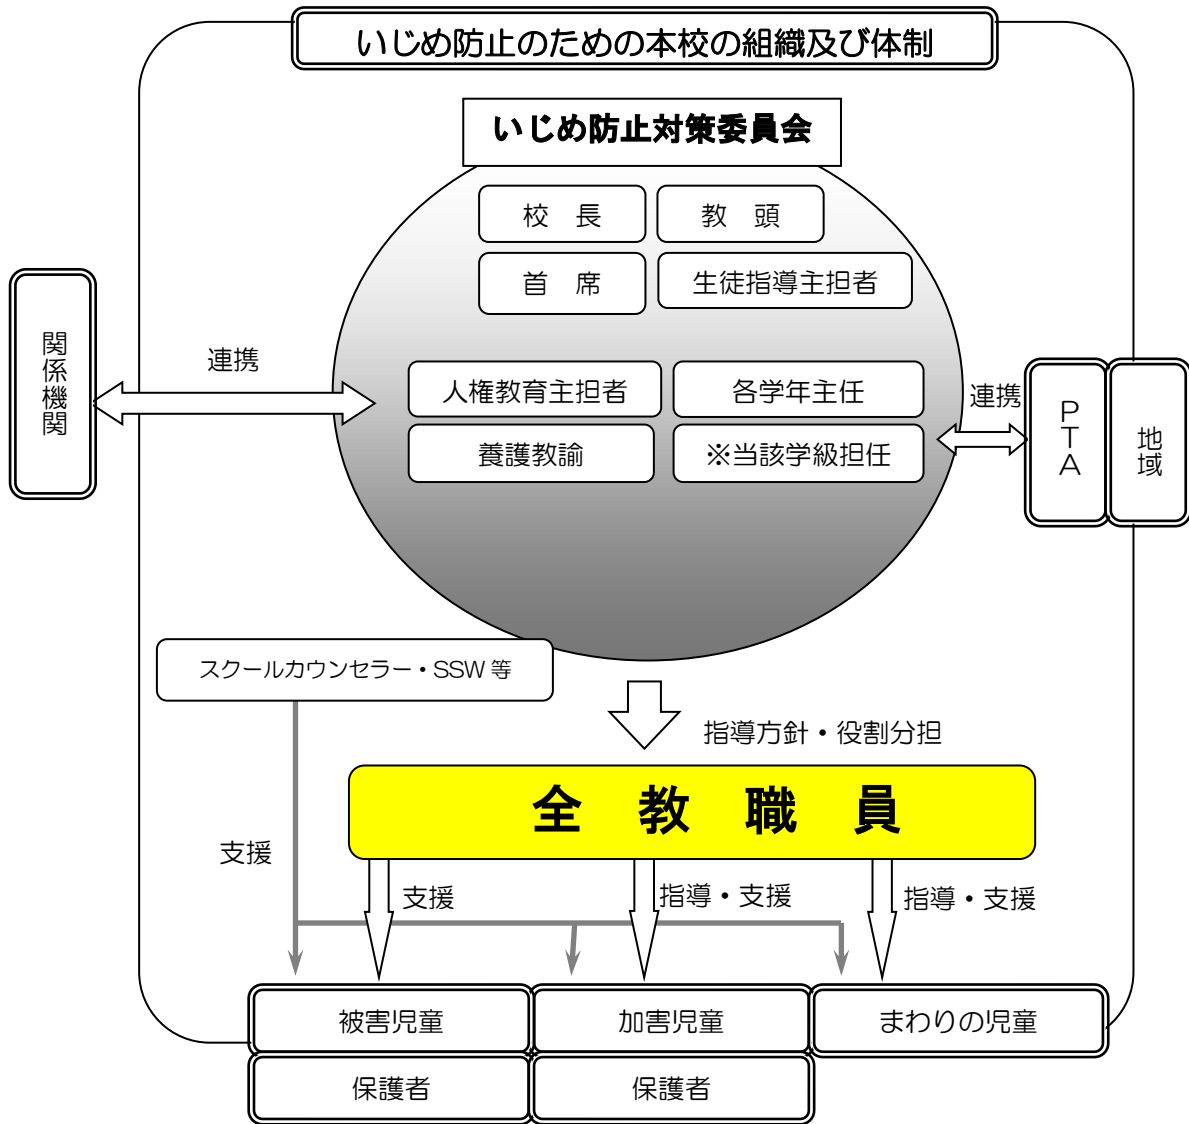 いじめ防止のための本校の組織及び体制
いじめ防止対策委員会
校　長
教　頭
首　席
生徒指導主担者
関係機関
連携
人権教育主担者
各学年主任
連携
PTA
地域
養護教諭
※当該学級担任
スクールカウンセラー・SSW 等
指導方針・役割分担
全　教　職　員
支援
支援
指導・支援
指導・支援
被害児童
加害児童
まわりの児童
保護者
保護者